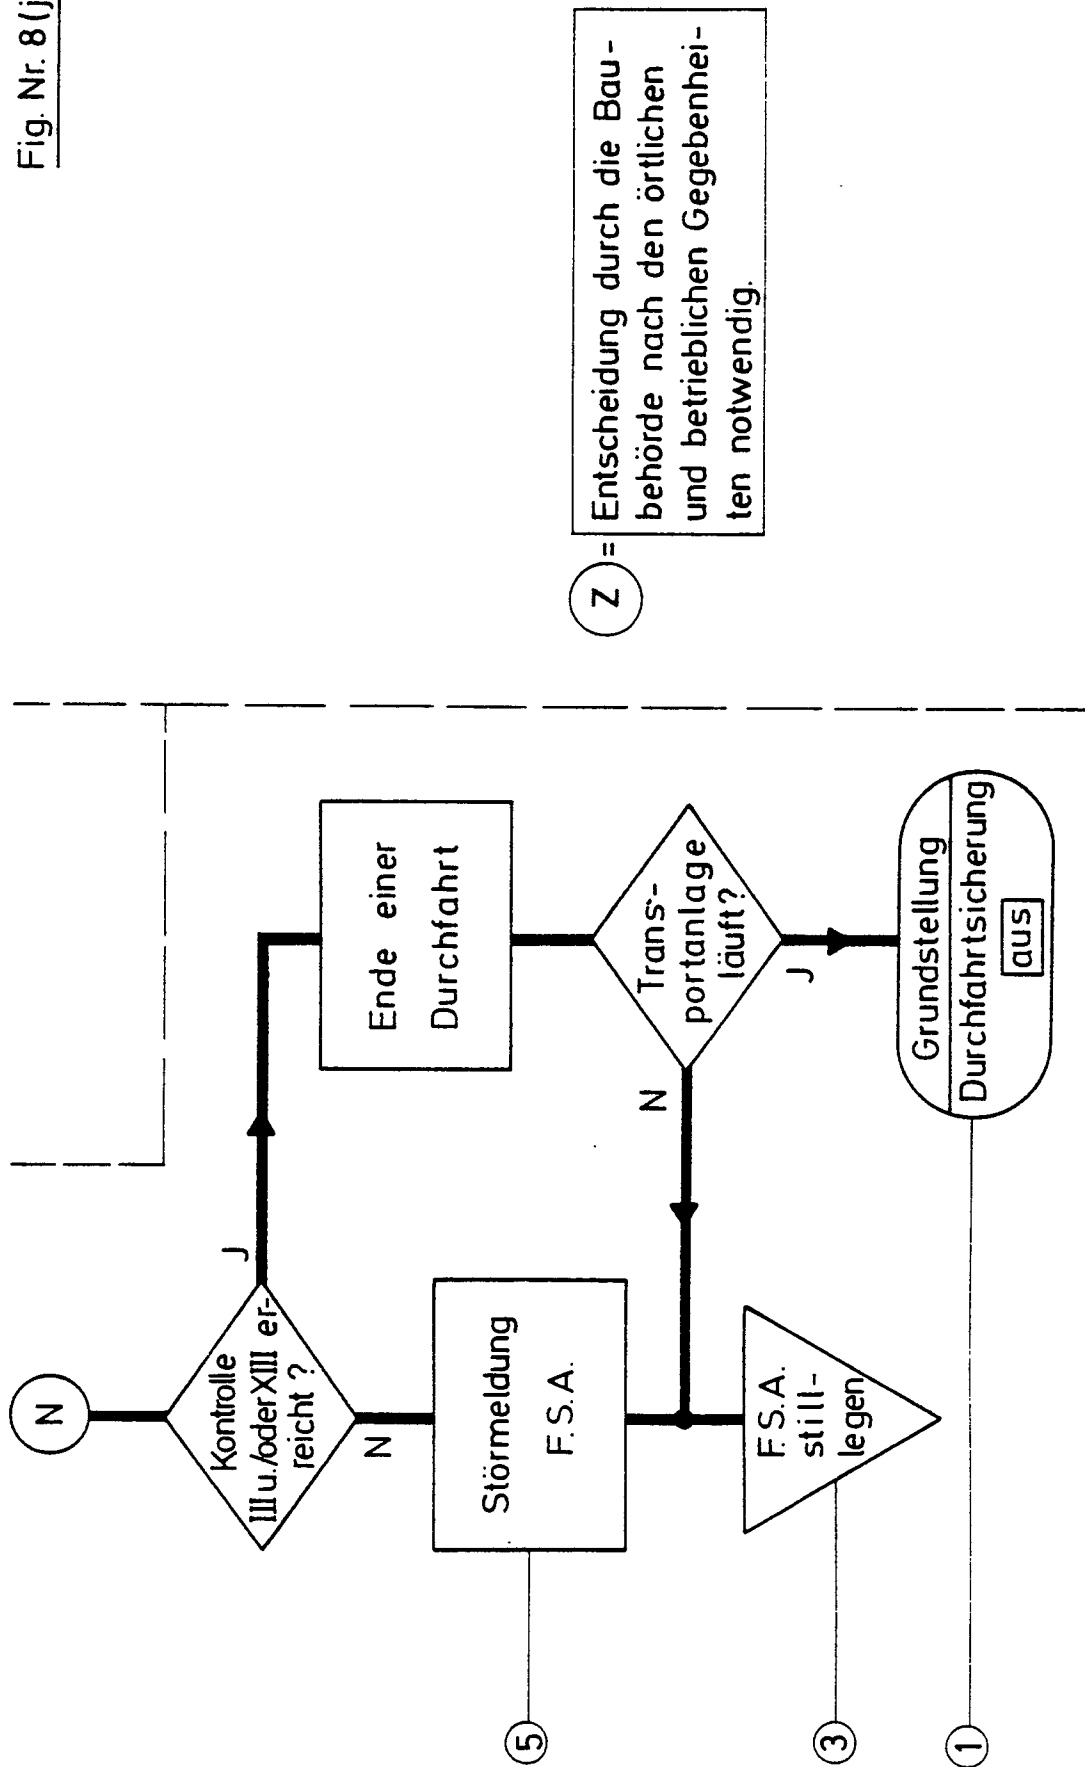 Fig. Nr. 8 (j
N
Kontrolle
III u./oder XIII er-
reicht ?
J
N
Störmeldung
F. S. A.
F. S. A.
still-
legen
Ende einer
Durchfahrt
Trans-
portanlage
läuft?
N
J
Grundstellung
Durchfahrtsicherung
aus
5
3
1
Z = Entscheidung durch die Bau-
behörde nach den örtlichen
und betrieblichen Gegebenhei-
ten notwendig.